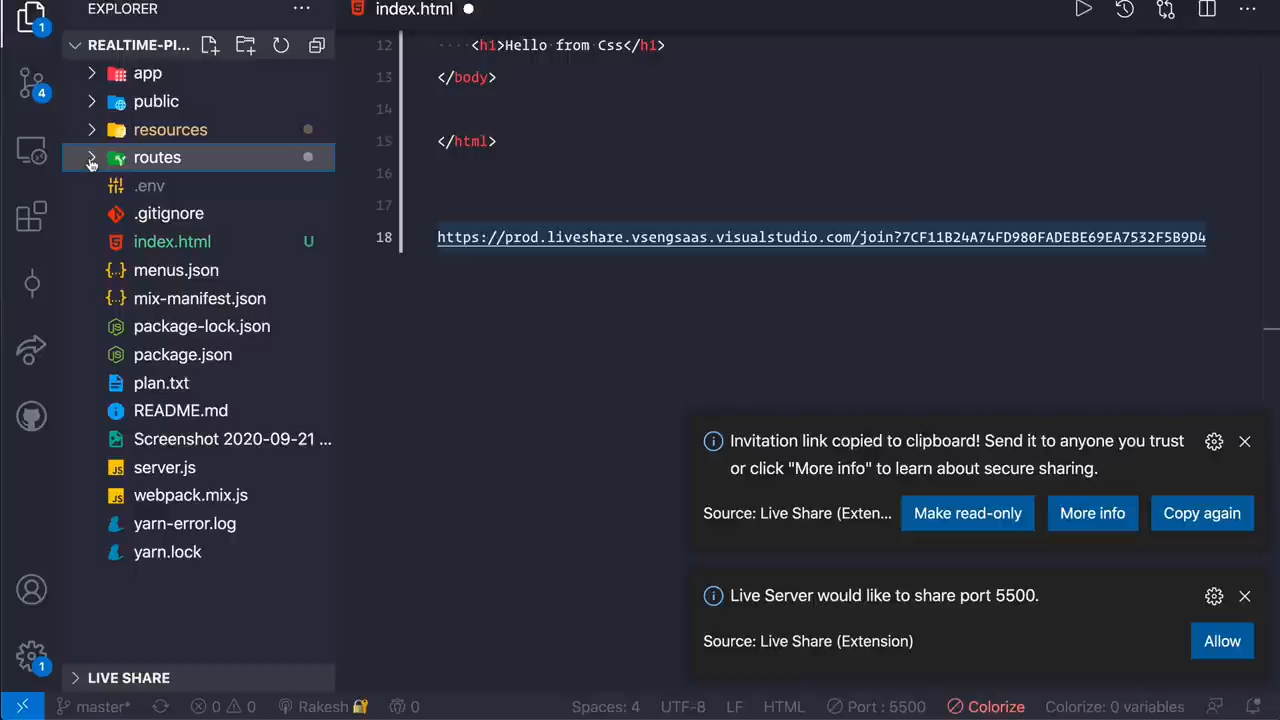 EXPLORER
index.html
1
REALTIME-PI...
app
public
resources
routes
.env
.gitignore
index.html U
menus.json
mix-manifest.json
package-lock.json
package.json
plan.txt
README.md
Screenshot 2020-09-21 ...
server.js
webpack.mix.js
yarn-error.log
yarn.lock
LIVE SHARE
4
1
12 <h1>Hello from Css</h1>
13 </body>
14
15 </html>
16
17
18 https://prod.liveshare.vsengsaas.visualstudio.com/join?7CF11B24A74FD980FADEBE69EA7532F5B9D4
Invitation link copied to clipboard! Send it to anyone you trust
or click "More info" to learn about secure sharing.
Source: Live Share (Exten... Make read-only More info Copy again
Live Server would like to share port 5500.
Source: Live Share (Extension) Allow
master* 0 0 Rakesh 0 Spaces: 4 UTF-8 LF HTML Port : 5500 Colorize Colorize: 0 variables